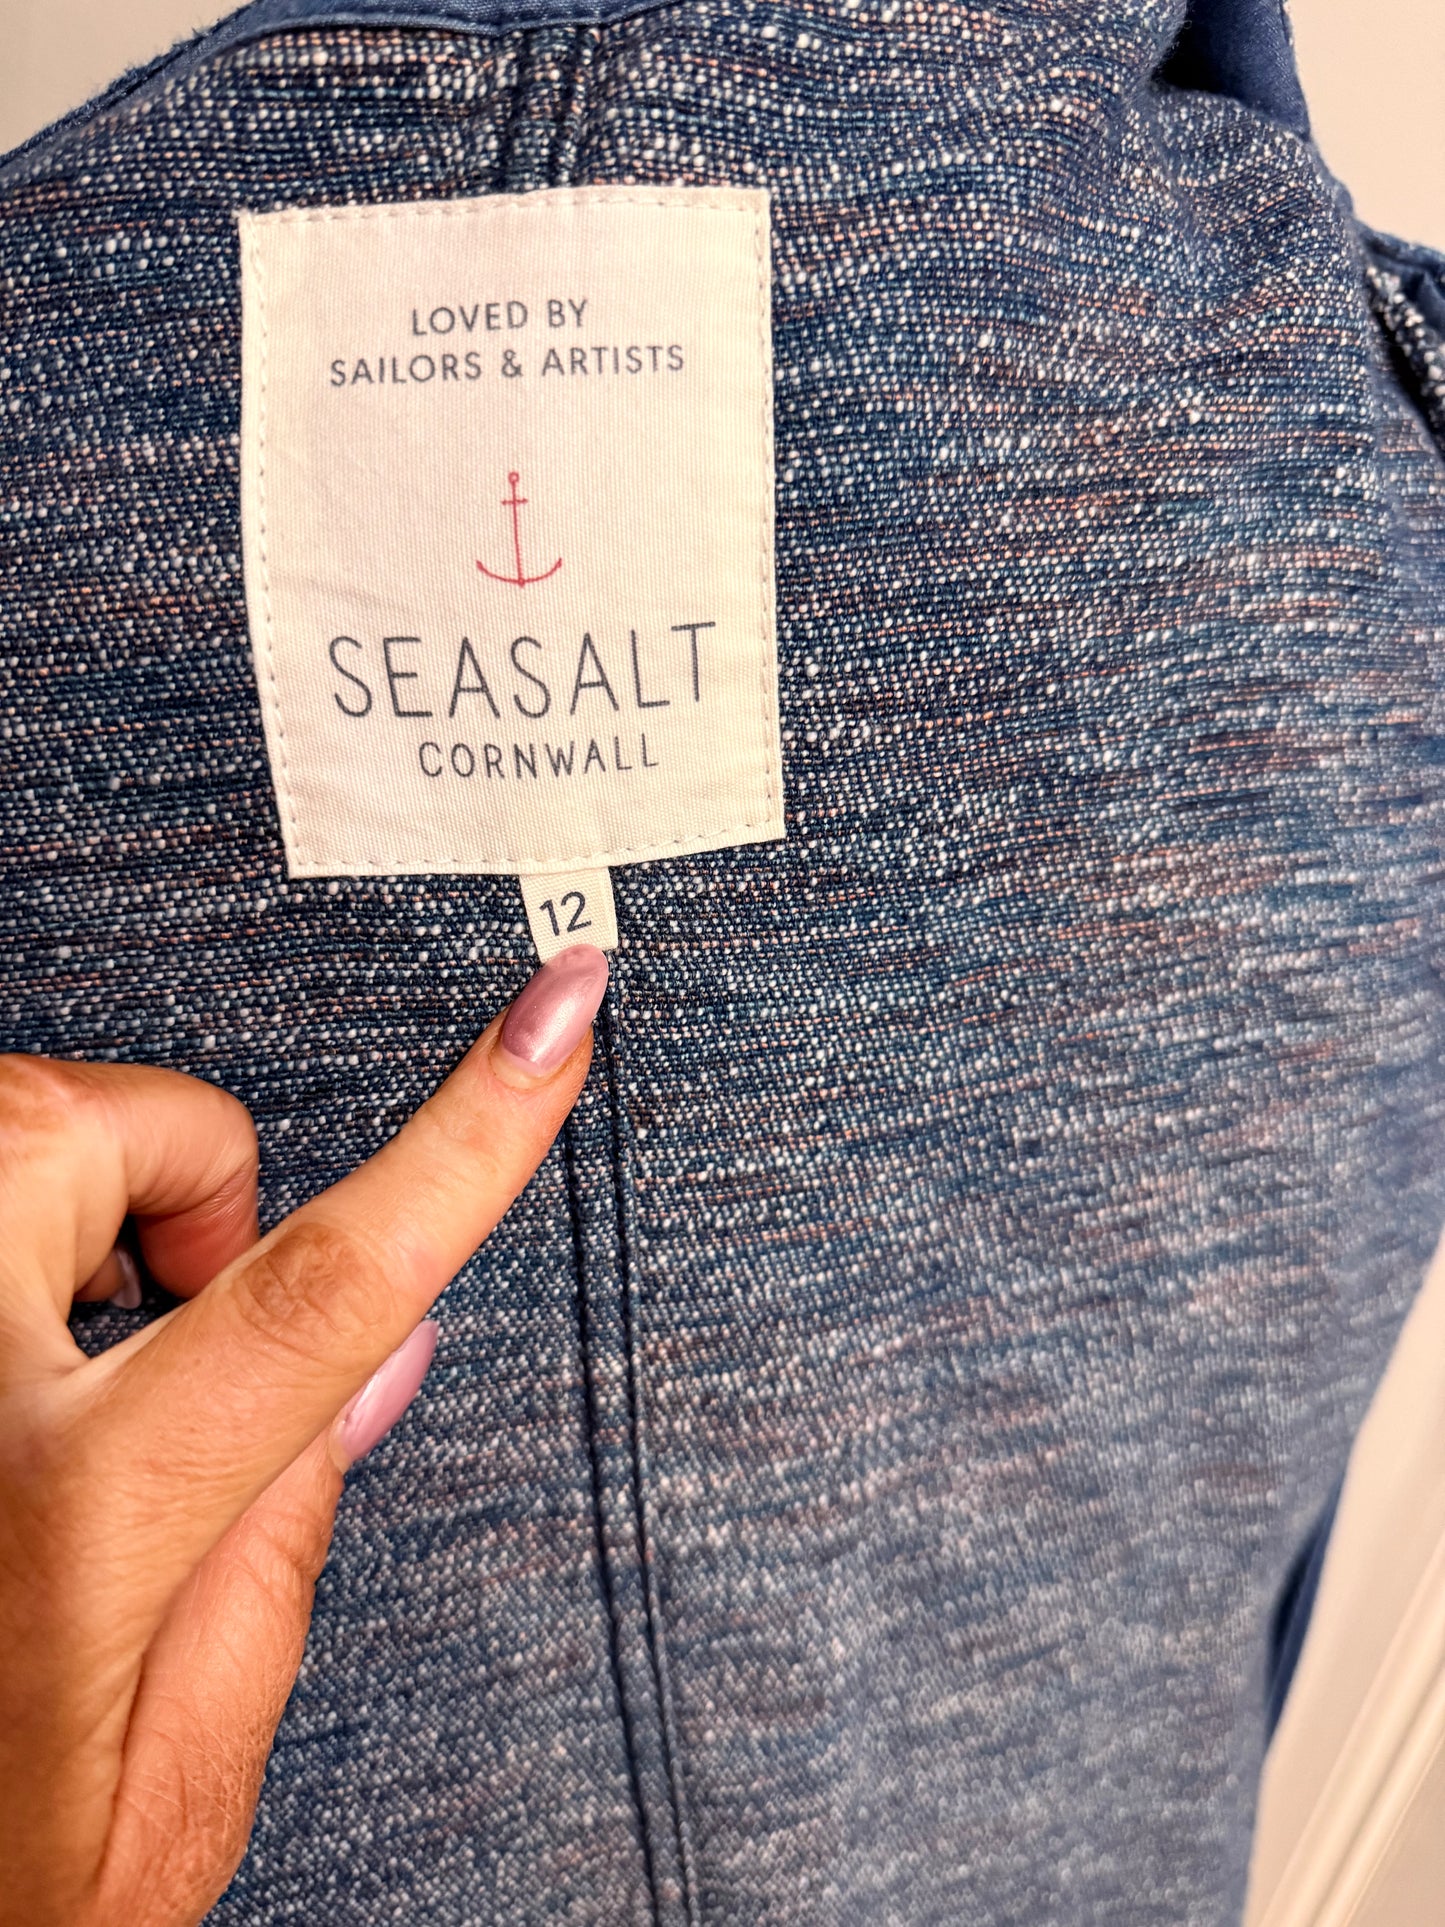 LOVED BY
SAILORS & ARTISTS
SEASALT
CORNWALL
12